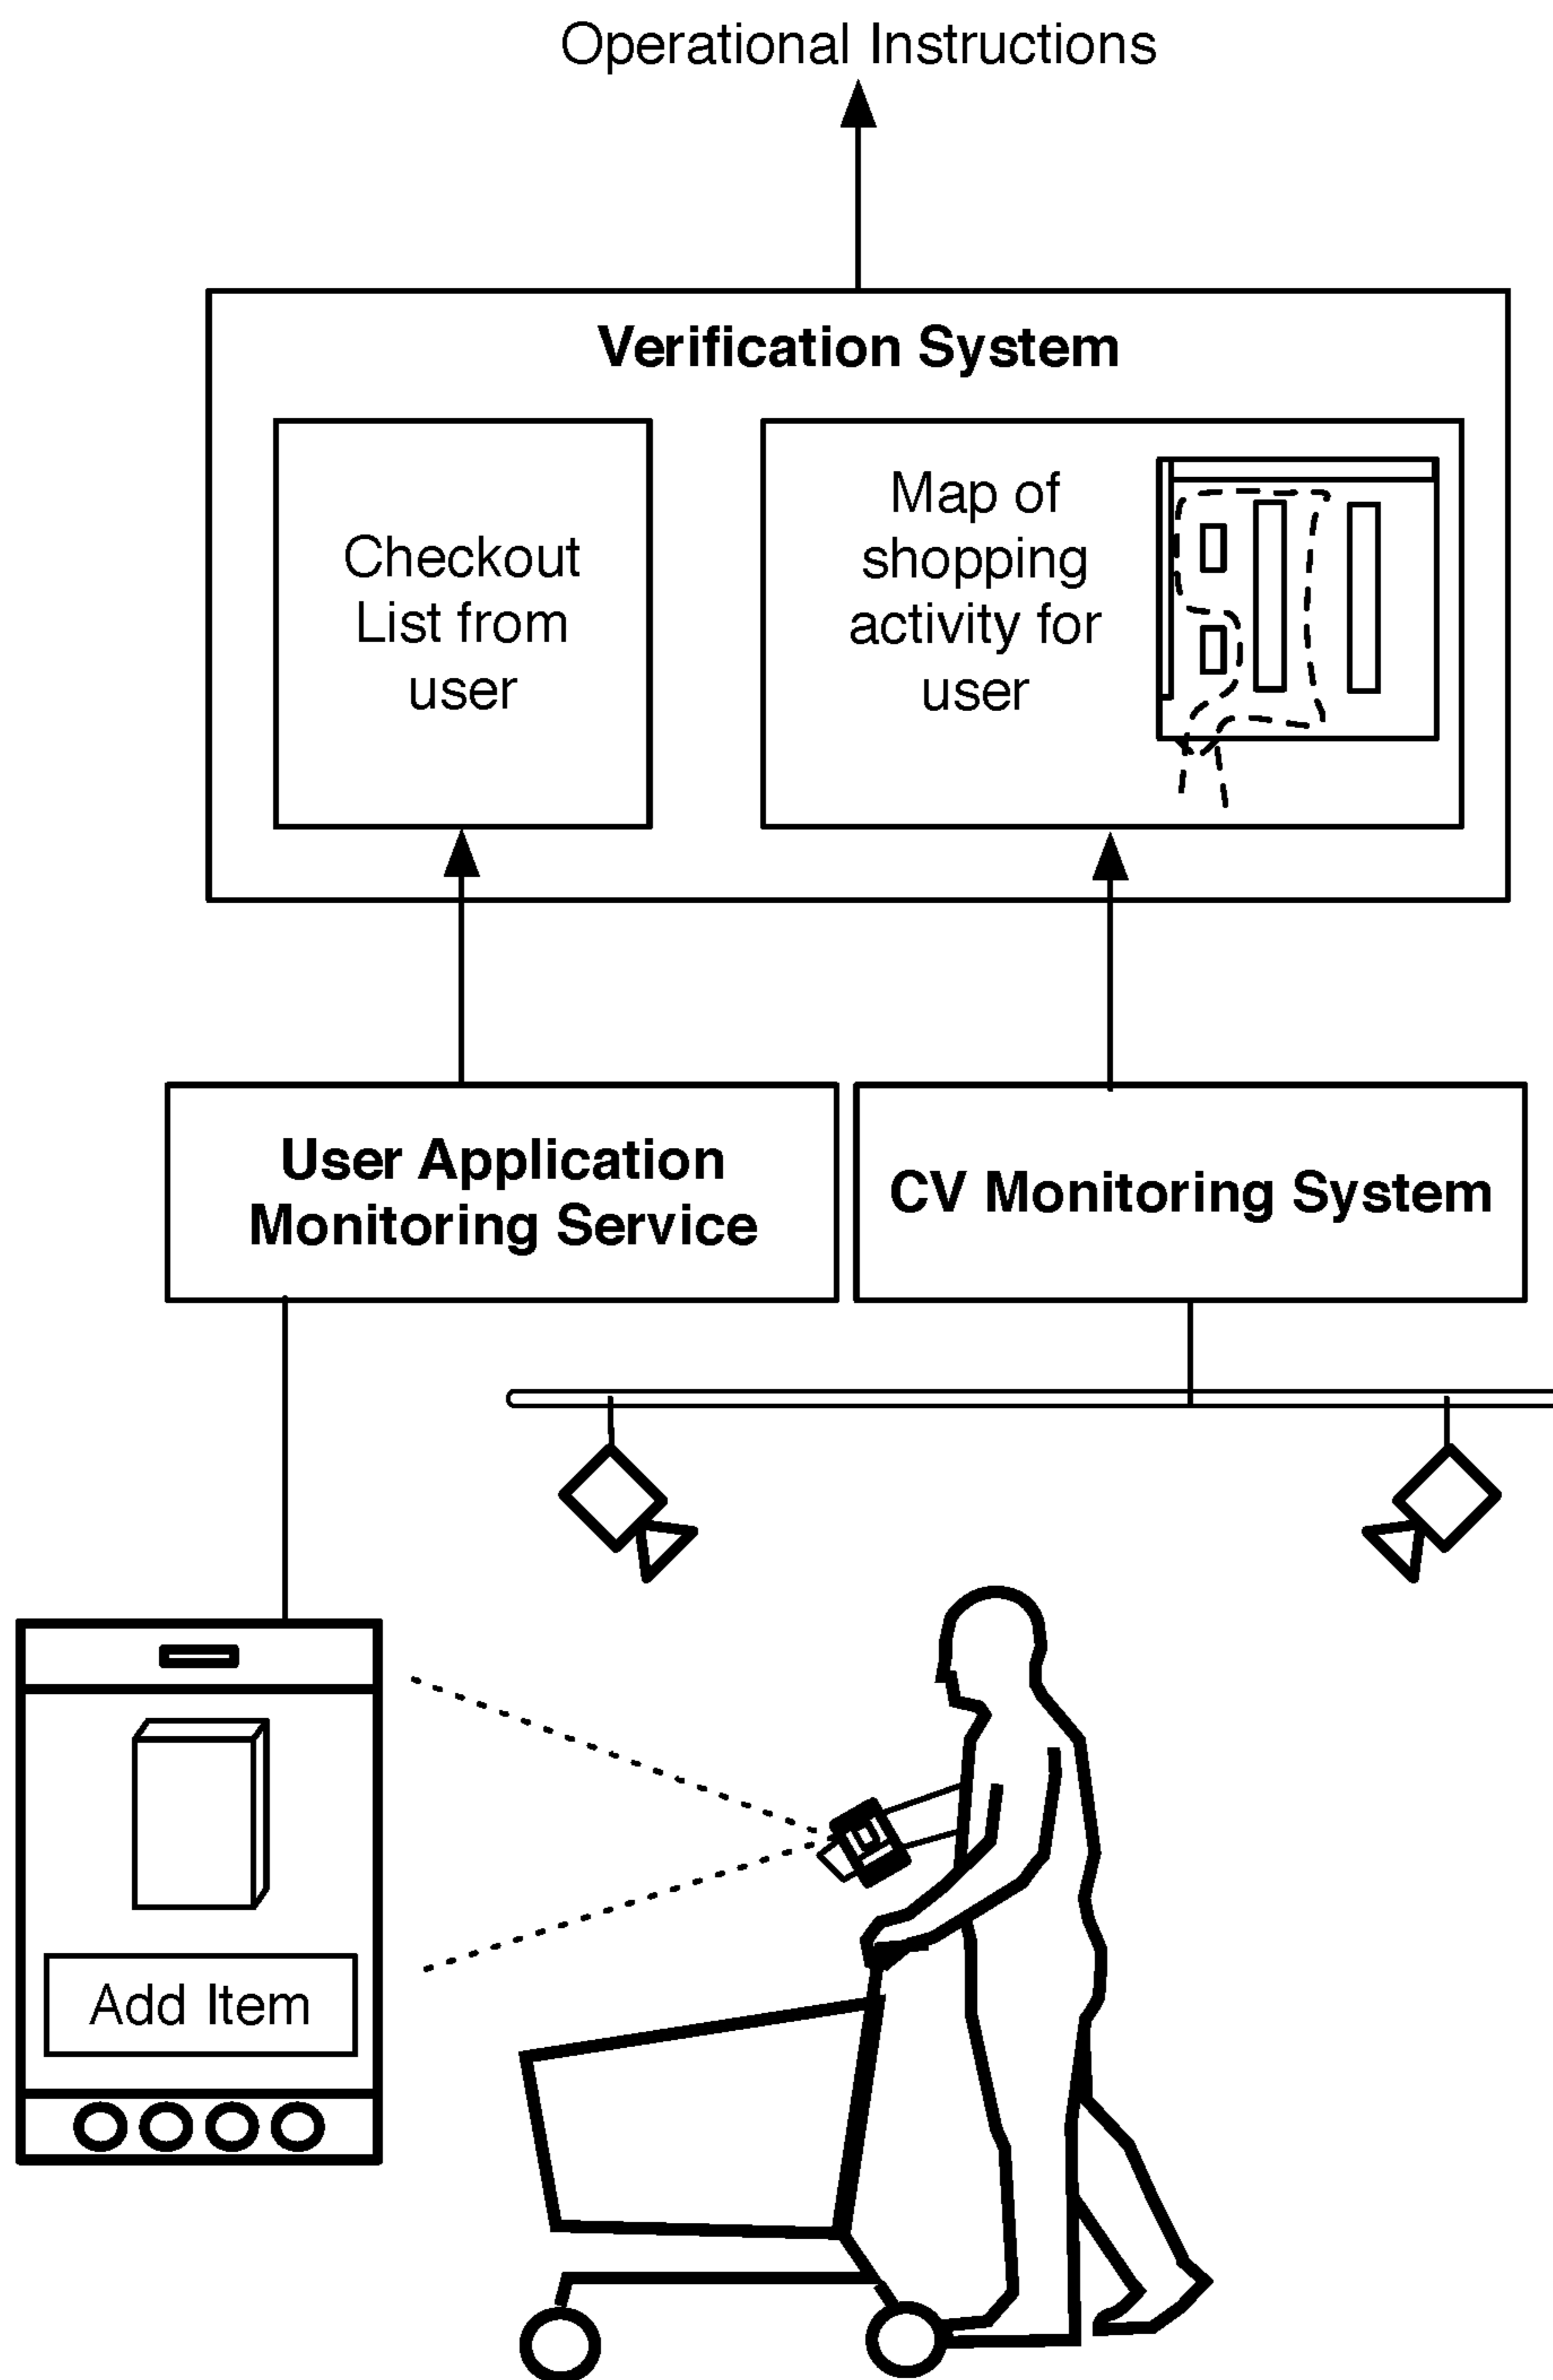 Operational Instructions
Verification System
Checkout
List from
user
Map of
shopping
activity for
user
User Application
Monitoring Service
CV Monitoring System
Add Item